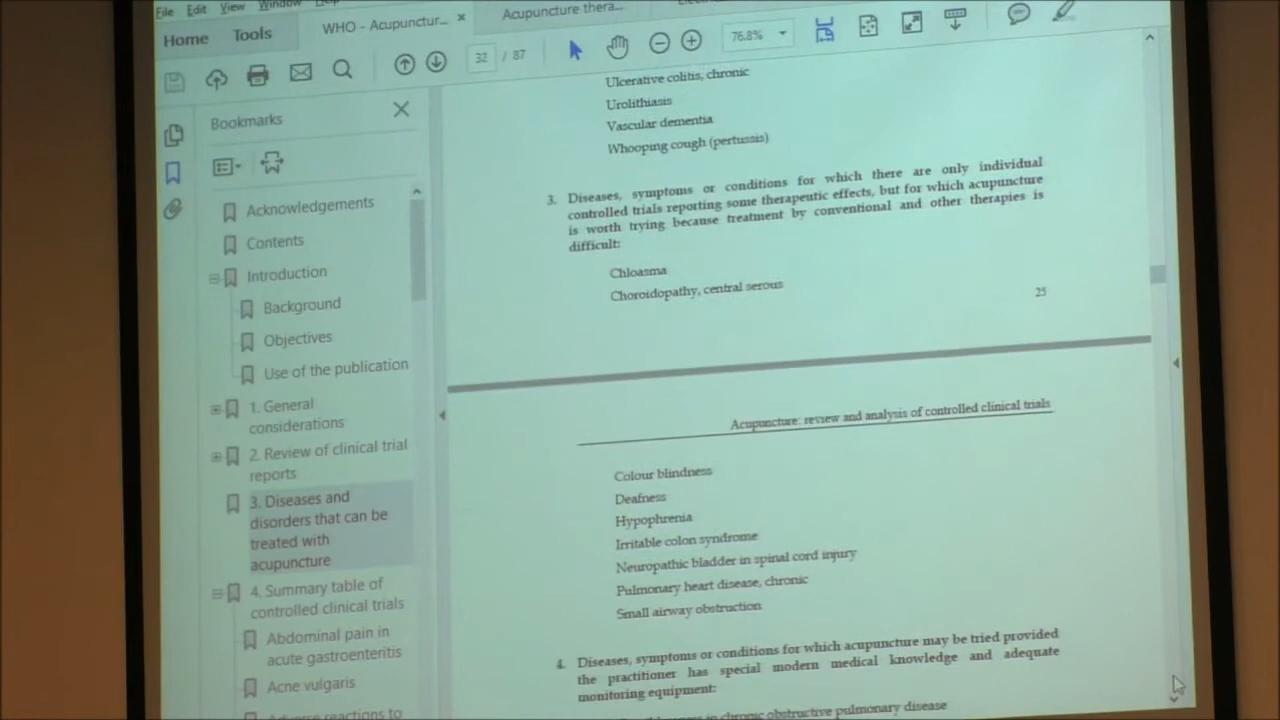 File Edit View Window
Home Tools WHO - Acupunctur... × Acupuncture thera...
32 / 87 76.8%
Bookmarks
Acknowledgements
Contents
Introduction
Background
Objectives
Use of the publication
1. General
considerations
2. Review of clinical trial
reports
3. Diseases and
disorders that can be
treated with
acupuncture
4. Summary table of
controlled clinical trials
Abdominal pain in
acute gastroenteritis
Acne vulgaris
Adverse reactions to
Ulcerative colitis, chronic
Urolithiasis
Vascular dementia
Whooping cough (pertussis)
3. Diseases, symptoms or conditions for which there are only individual
controlled trials reporting some therapeutic effects, but for which acupuncture
is worth trying because treatment by conventional and other therapies is
difficult:
Chloasma
Choroidopathy, central serous
25
Acupuncture: review and analysis of controlled clinical trials
Colour blindness
Deafness
Hypophrenia
Irritable colon syndrome
Neuropathic bladder in spinal cord injury
Pulmonary heart disease, chronic
Small airway obstruction
4. Diseases, symptoms or conditions for which acupuncture may be tried provided
the practitioner has special modern medical knowledge and adequate
monitoring equipment:
in chronic obstructive pulmonary disease